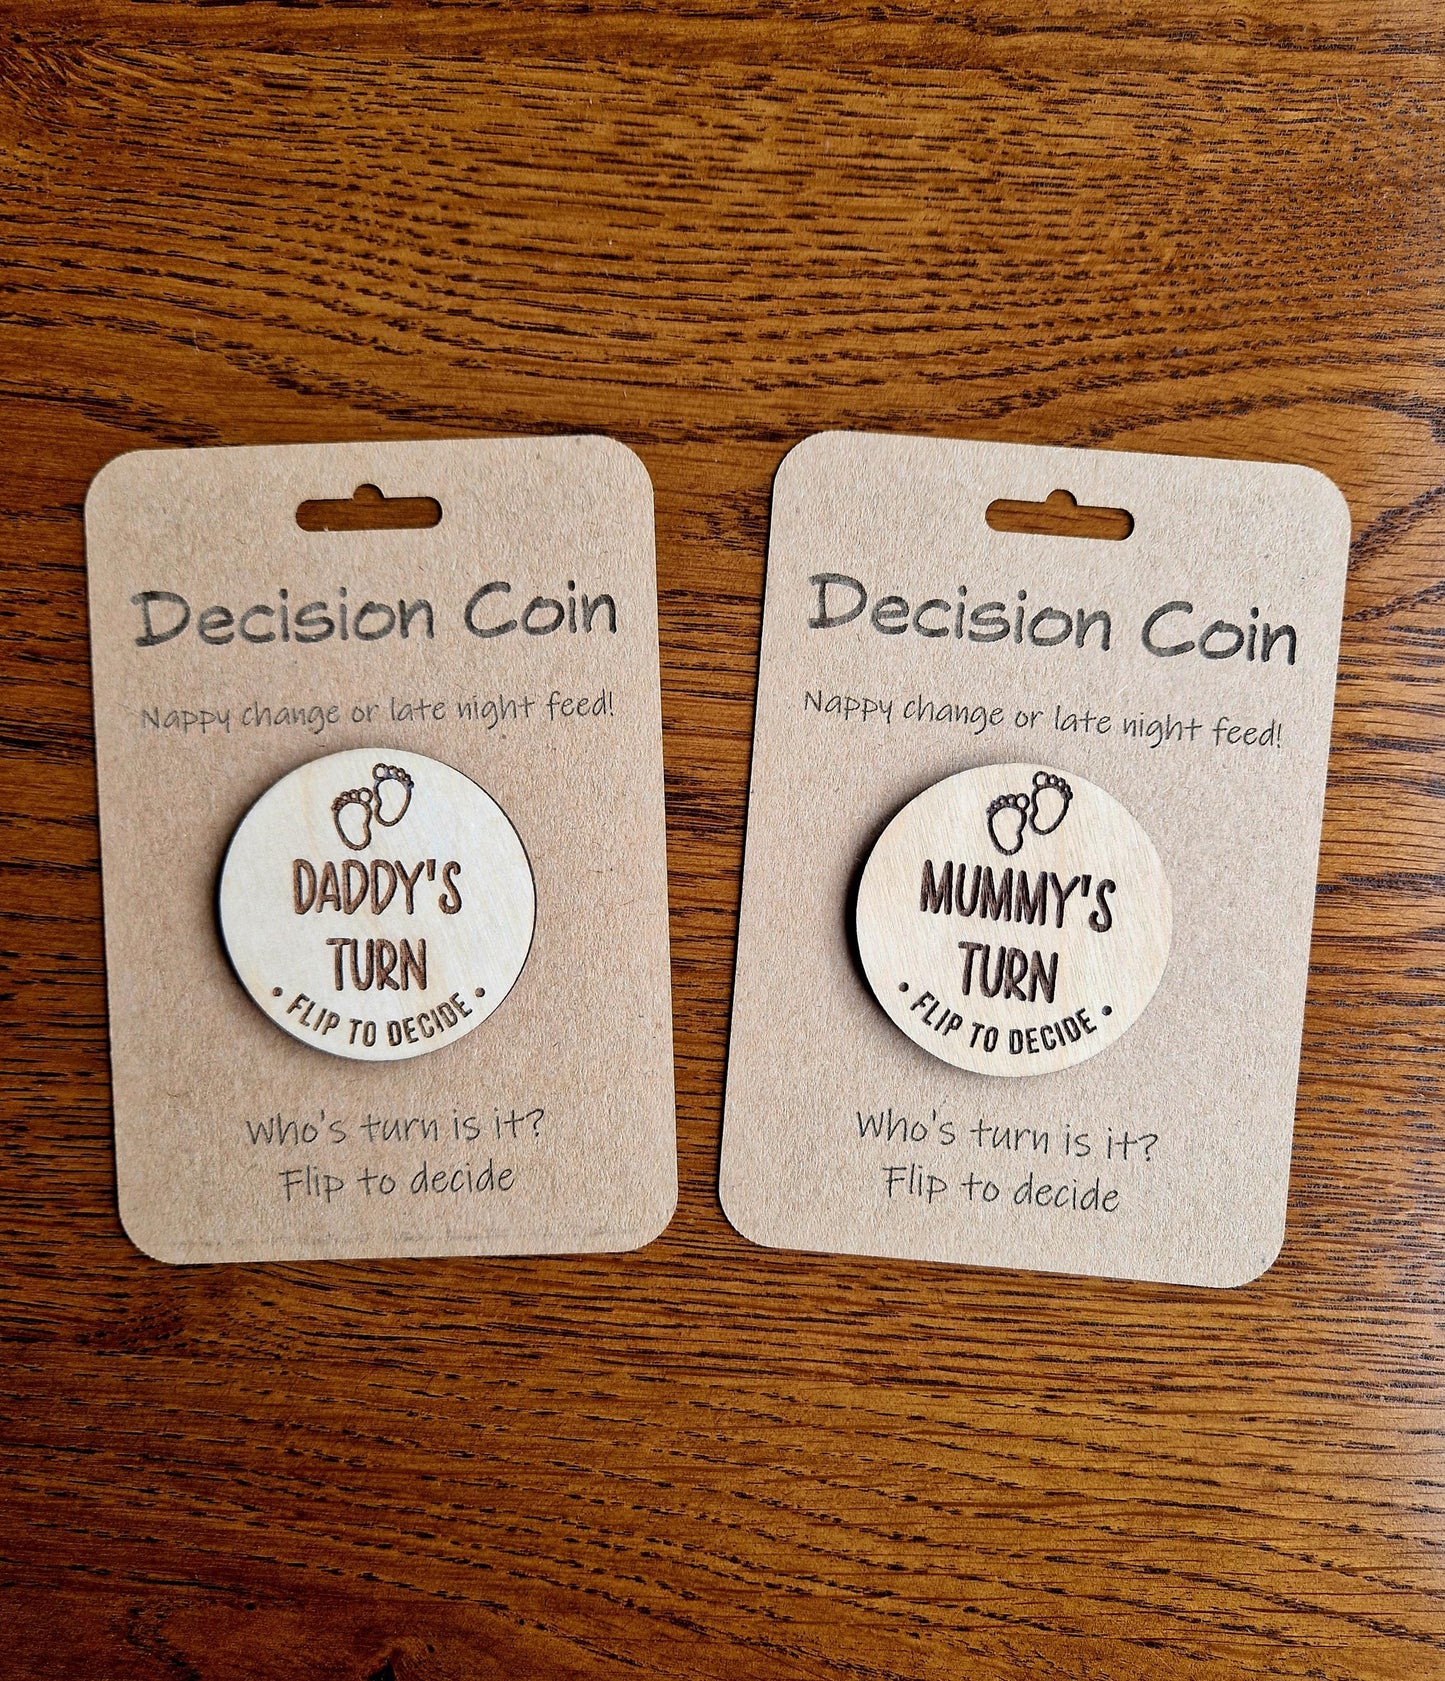 Decision Coin
Nappy change or late night feed!
DADDY'S
TURN
• FLIP TO DECIDE •
Who's turn is it?
Flip to decide
Decision Coin
Nappy change or late night feed!
MUMMY'S
TURN
• FLIP TO DECIDE •
Who's turn is it?
Flip to decide